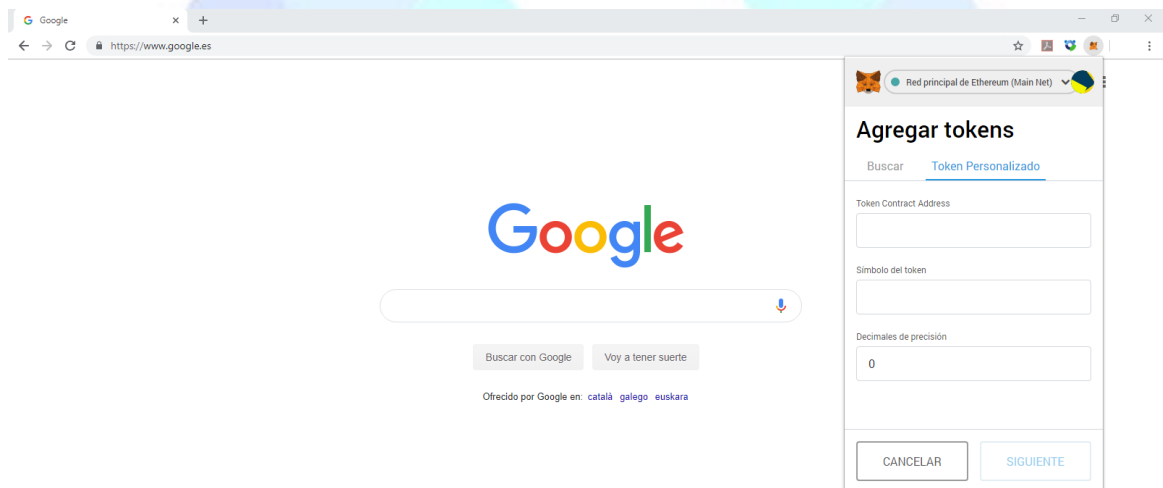 Google
https://www.google.es
Red principal de Ethereum (Main Net)
Agregar tokens
Buscar Token Personalizado
Token Contract Address
Símbolo del token
Decimales de precisión
0
CANCELAR SIGUIENTE
Google
Buscar con Google Voy a tener suerte
Ofrecido por Google en: català galego euskara